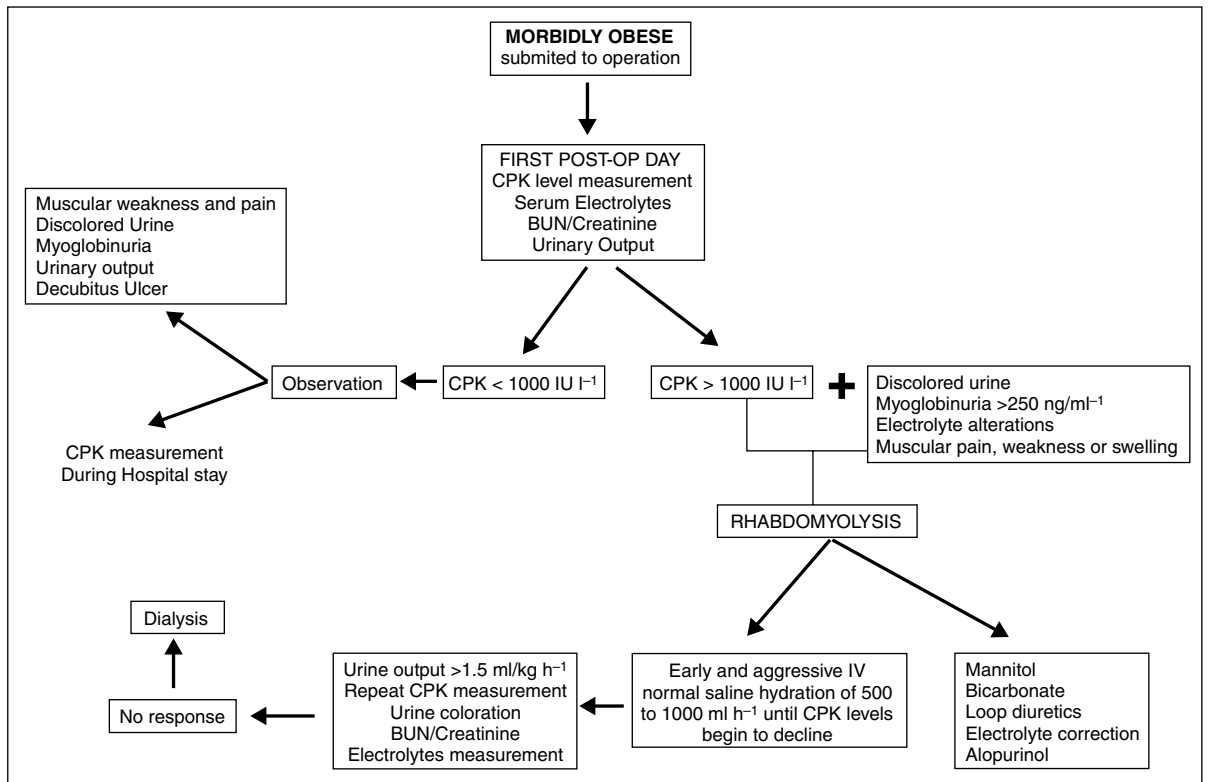 MORBIDLY OBESE
submited to operation
FIRST POST-OP DAY
CPK level measurement
Serum Electrolytes
BUN/Creatinine
Urinary Output
Muscular weakness and pain
Discolored Urine
Myoglobinuria
Urinary output
Decubitus Ulcer
Observation
CPK < 1000 IU l⁻¹
CPK > 1000 IU l⁻¹
+
Discolored urine
Myoglobinuria >250 ng/ml⁻¹
Electrolyte alterations
Muscular pain, weakness or swelling
CPK measurement
During Hospital stay
RHABDOMYOLYSIS
Dialysis
No response
Urine output >1.5 ml/kg h⁻¹
Repeat CPK measurement
Urine coloration
BUN/Creatinine
Electrolytes measurement
Early and aggressive IV
normal saline hydration of 500
to 1000 ml h⁻¹ until CPK levels
begin to decline
Mannitol
Bicarbonate
Loop diuretics
Electrolyte correction
Alopurinol